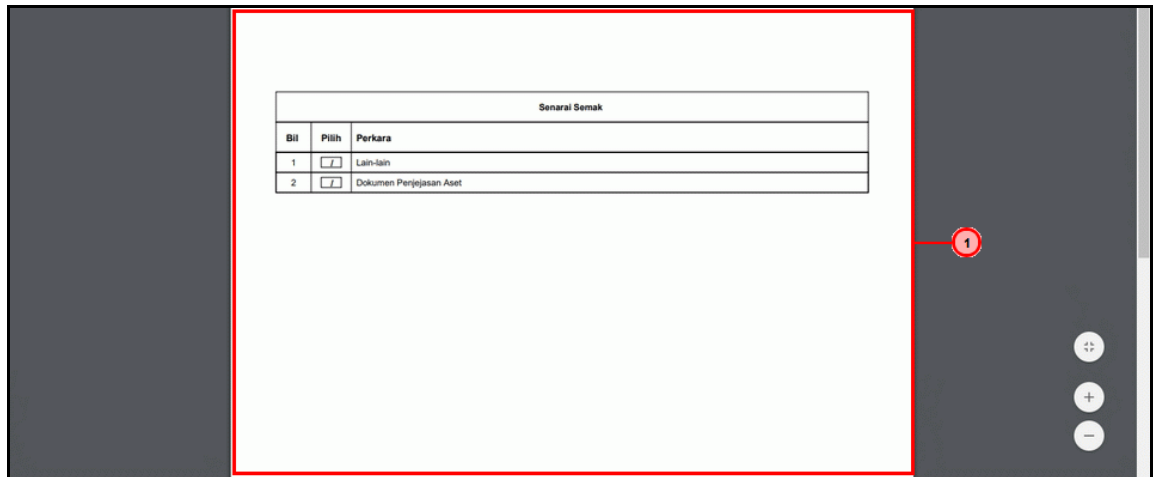 Senarai Semak
Bil Pilih Perkara
1 / Lain-lain
2 / Dokumen Penjejasan Aset
1